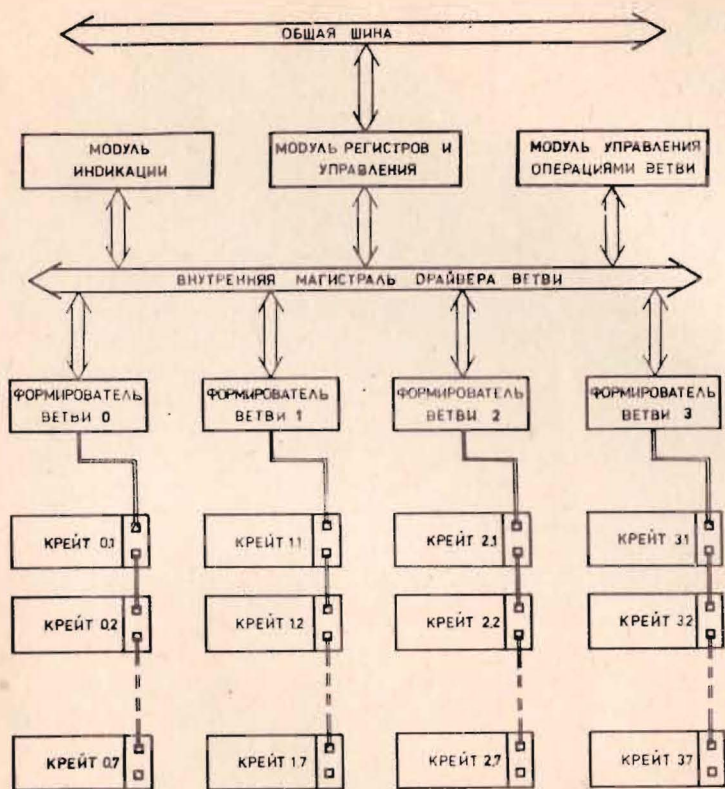 ОБЩАЯ ШИНА
МОДУЛЬ
ИНДИКАЦИИ
МОДУЛЬ РЕГИСТРОВ И
УПРАВЛЕНИЯ
МОДУЛЬ УПРАВЛЕНИЯ
ОПЕРАЦИЯМИ ВЕТВИ
ВНУТРЕННЯЯ МАГИСТРАЛЬ ДРАЙВЕРА ВЕТВИ
ФОРМИРОВАТЕЛЬ
ВЕТВИ 0
ФОРМИРОВАТЕЛЬ
ВЕТВИ 1
ФОРМИРОВАТЕЛЬ
ВЕТВИ 2
ФОРМИРОВАТЕЛЬ
ВЕТВИ 3
КРЕЙТ 0,1
КРЕЙТ 1.1
КРЕЙТ 2,1
КРЕЙТ 3.1
КРЕЙТ 0,2
КРЕЙТ 1.2
КРЕЙТ 2,2
КРЕЙТ 3.2
КРЕЙТ 0,7
КРЕЙТ 1.7
КРЕЙТ 2,7
КРЕЙТ 3.7